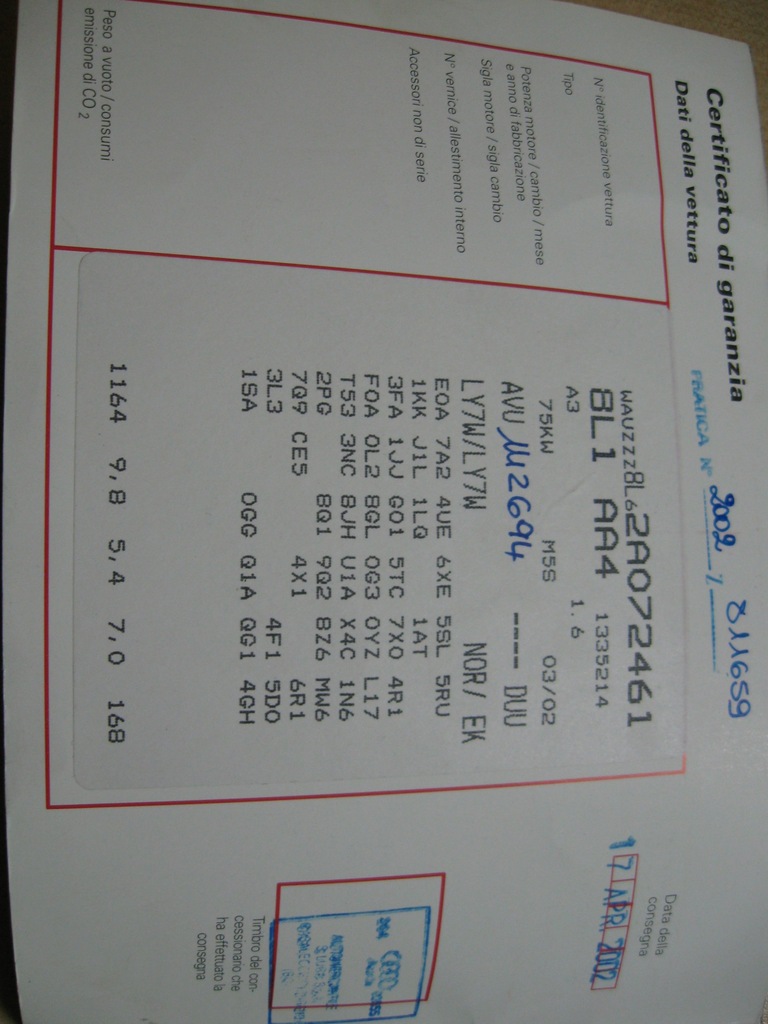 Certificato di garanzia
Dati della vettura
PRATICA N° 2002 / 811659
N° identificazione vettura
WAUZZZ8L62A072461
8L1 AA4 1335214
Tipo
A3 1.6
Potenza motore / cambio / mese
e anno di fabbricazione
75KW M5S 03/02
Sigla motore / sigla cambio
AVU 112694 ---- DUU
N° vernice / allestimento interno
LY7W/LY7W NOR/ EK
Accessori non di serie
E0A 7A2 4UE 6XE 5SL 5RU
1KK J1L 1LQ 1AT
3FA 1JJ G01 5TC 7X0 4R1
F0A 0L2 8GL 0G3 0YZ L17
T53 3NC 8JH U1A X4C 1N6
2PG 8Q1 9Q2 8Z6 MW6
7Q9 CE5 4X1 6R1
3L3 4F1 5D0
1SA 0GG Q1A QG1 4GH
Peso a vuoto / consumi
emissione di CO2
1164 9,8 5,4 7,0 168
Data della
consegna
17 APR 2002
Timbro del con-
cessionario che
ha effettuato la
consegna